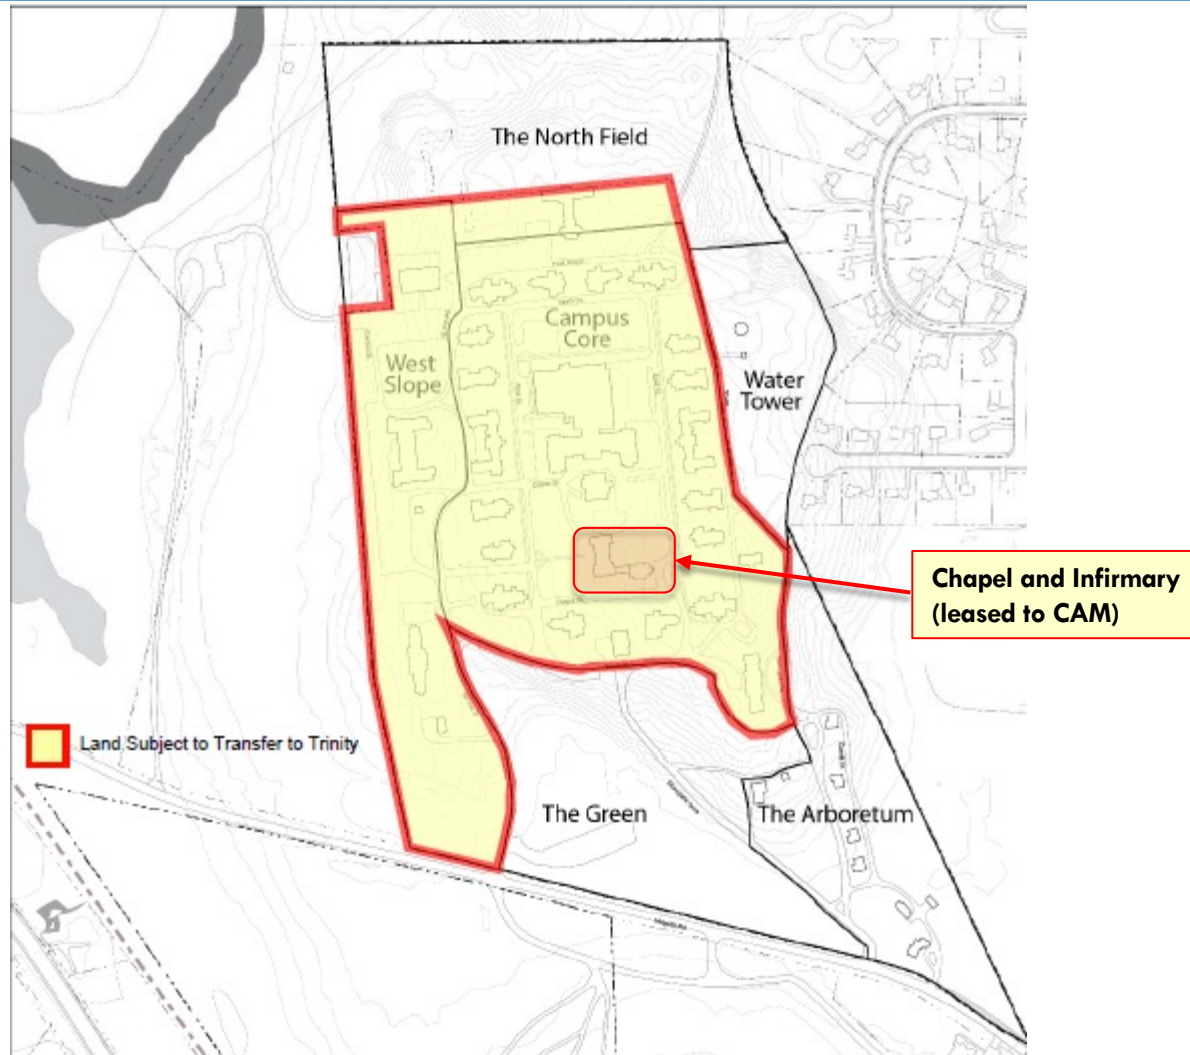 The North Field
Campus
Core
West
Slope
Water
Tower
Chapel and Infirmary
(leased to CAM)
Land Subject to Transfer to Trinity
The Green
The Arboretum